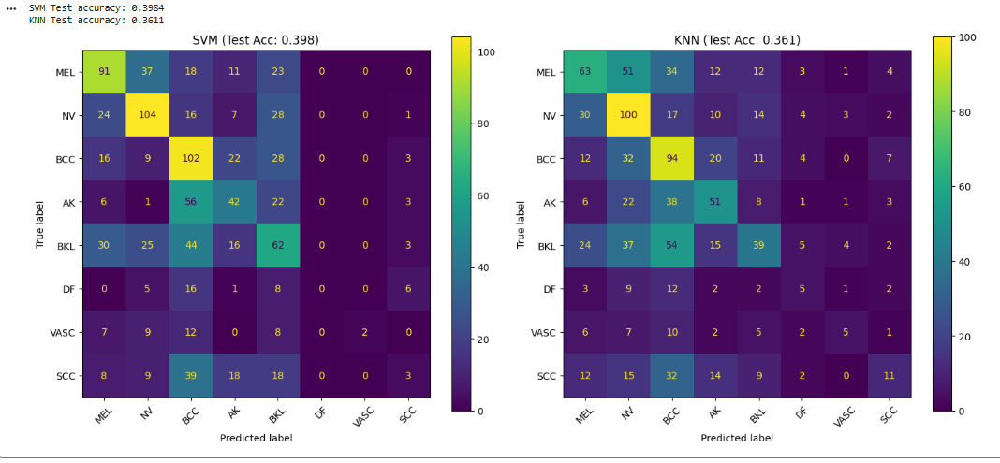 ... SVM Test accuracy: 0.3984
KNN Test accuracy: 0.3611
SVM (Test Acc: 0.398)
True label
MEL 91 37 18 11 23 0 0 0
NV 24 104 16 7 28 0 0 1
BCC 16 9 102 22 28 0 0 3
AK 6 1 56 42 22 0 0 3
BKL 30 25 44 16 62 0 0 3
DF 0 5 16 1 8 0 0 6
VASC 7 9 12 0 8 0 2 0
SCC 8 9 39 18 18 0 0 3
MEL NV BCC AK BKL DF VASC SCC
Predicted label
100
80
60
40
20
0
KNN (Test Acc: 0.361)
True label
MEL 63 51 34 12 12 3 1 4
NV 30 100 17 10 14 4 3 2
BCC 12 32 94 20 11 4 0 7
AK 6 22 38 51 8 1 1 3
BKL 24 37 54 15 39 5 4 2
DF 3 9 12 2 2 5 1 2
VASC 6 7 10 2 5 2 5 1
SCC 12 15 32 14 9 2 0 11
MEL NV BCC AK BKL DF VASC SCC
Predicted label
100
80
60
40
20
0